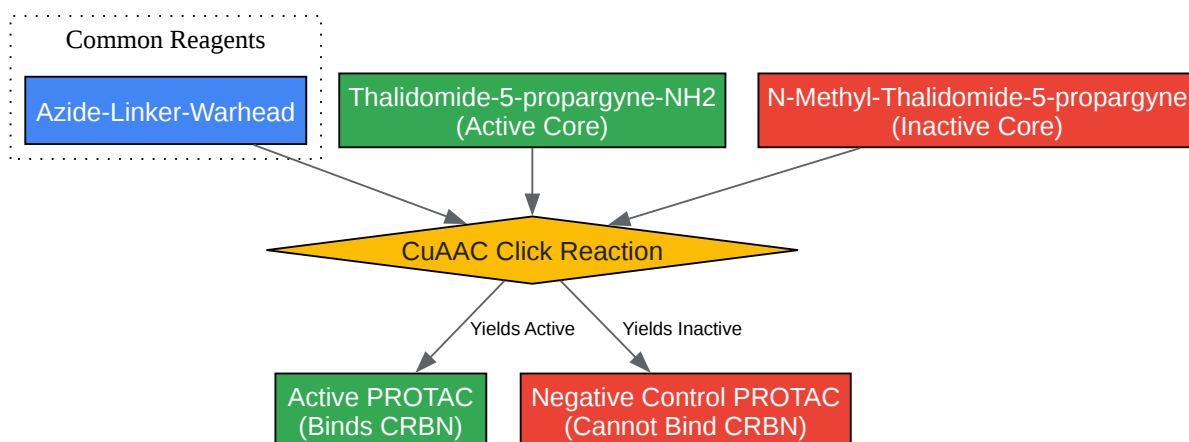 Common Reagents
Azide-Linker-Warhead
Thalidomide-5-propargyne-NH2
(Active Core)
N-Methyl-Thalidomide-5-propargyne
(Inactive Core)
CuAAC Click Reaction
Yields Active
Yields Inactive
Active PROTAC
(Binds CRBN)
Negative Control PROTAC
(Cannot Bind CRBN)